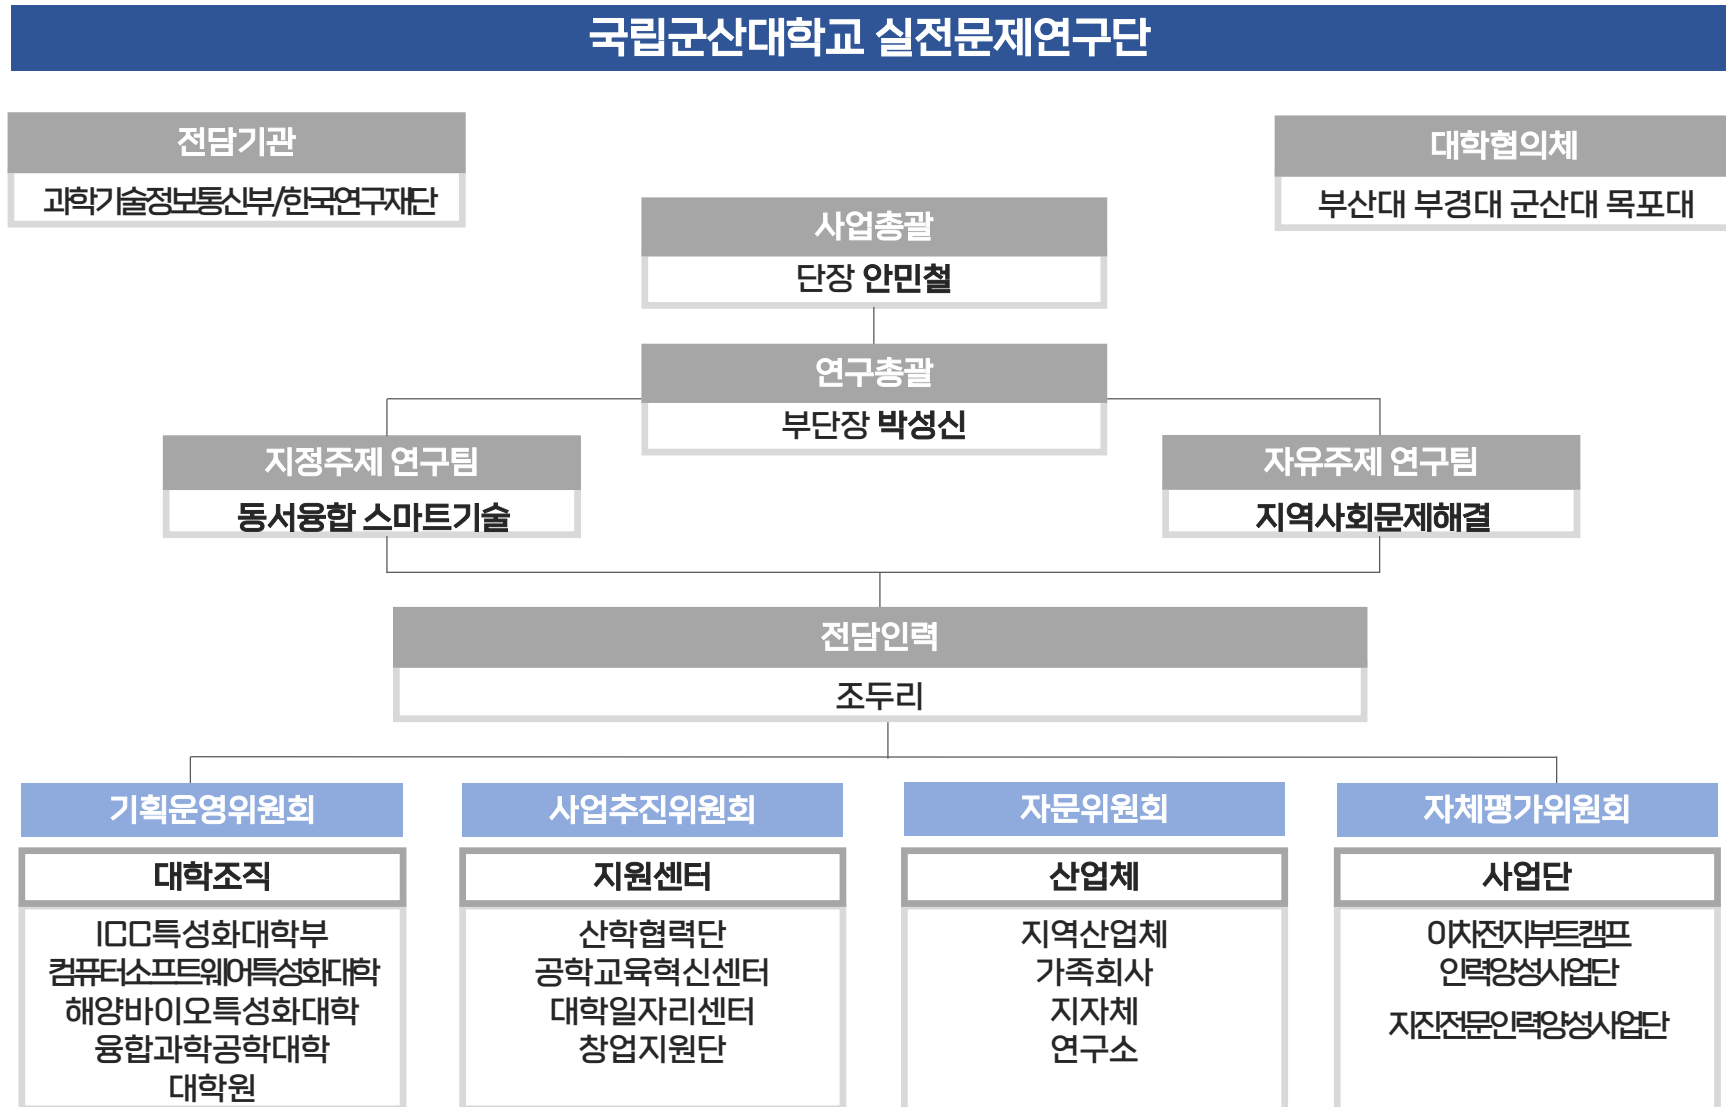 국립군산대학교 실전문제연구단
전담기관
과학기술정보통신부/한국연구재단
대학협의체
부산대 부경대 군산대 목포대
사업총괄
단장 안민철
연구총괄
부단장 박성신
지정주제 연구팀
동서융합 스마트기술
자유주제 연구팀
지역사회문제해결
전담인력
조두리
기획운영위원회
대학조직
ICC특성화대학부
컴퓨터소프트웨어특성화대학
해양바이오특성화대학
융합과학공학대학
대학원
사업추진위원회
지원센터
산학협력단
공학교육혁신센터
대학일자리센터
창업지원단
자문위원회
산업체
지역산업체
가족회사
지자체
연구소
자체평가위원회
사업단
이차전지부트캠프
인력양성사업단
지진전문인력양성사업단